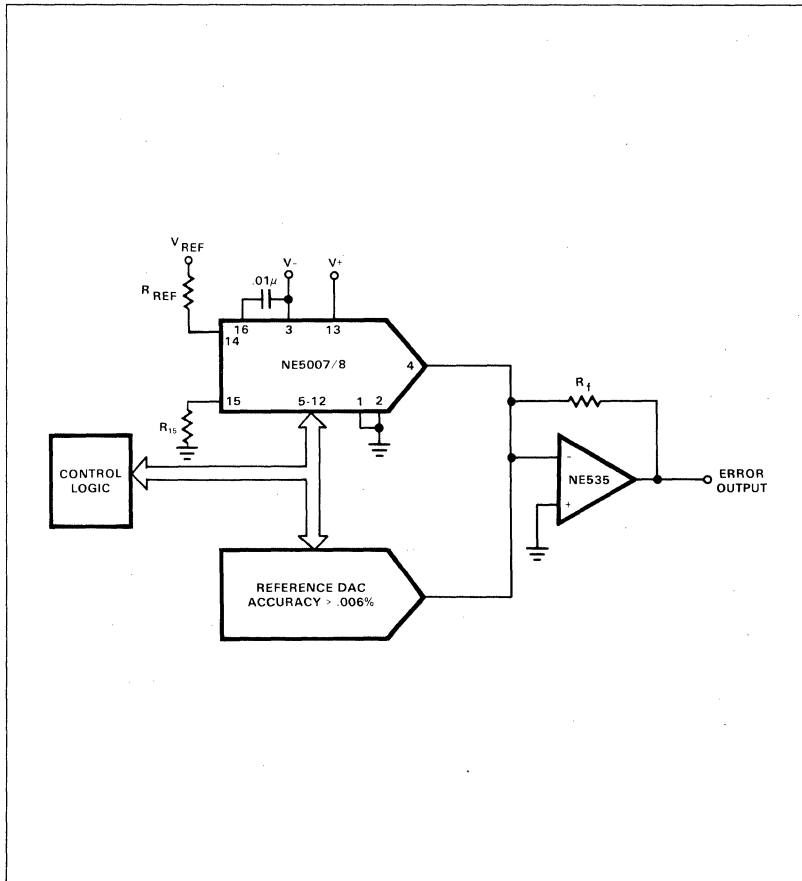 V REF
R REF
.01μ
V-
V+
16 3 13
14
NE5007/8
4
15 5-12 1 2
R15
Rf
CONTROL
LOGIC
-
NE535
+
ERROR
OUTPUT
REFERENCE DAC
ACCURACY > .006%